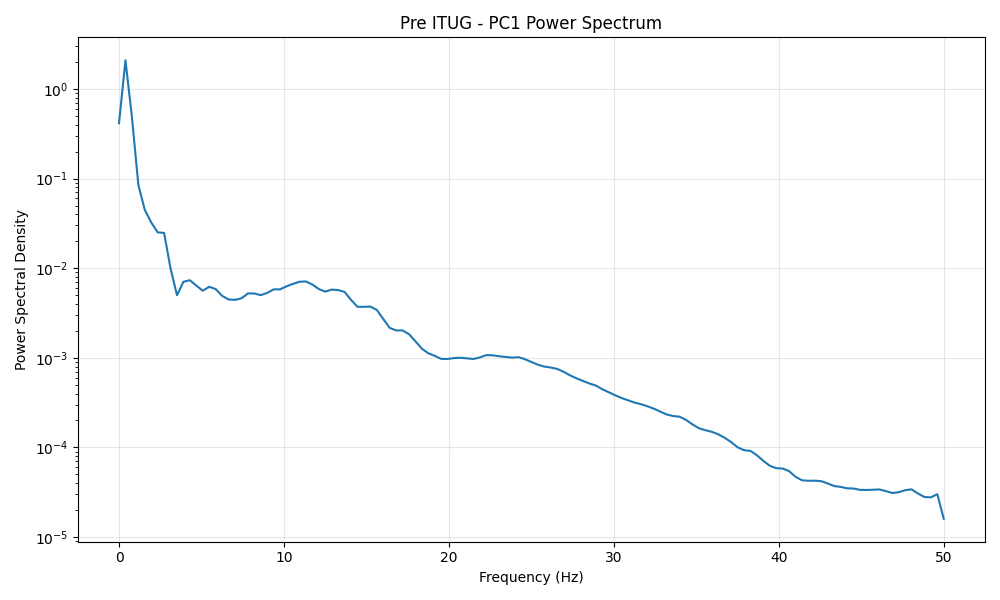 Pre ITUG - PC1 Power Spectrum
Power Spectral Density
10⁰
10⁻¹
10⁻²
10⁻³
10⁻⁴
10⁻⁵
0 10 20 30 40 50
Frequency (Hz)